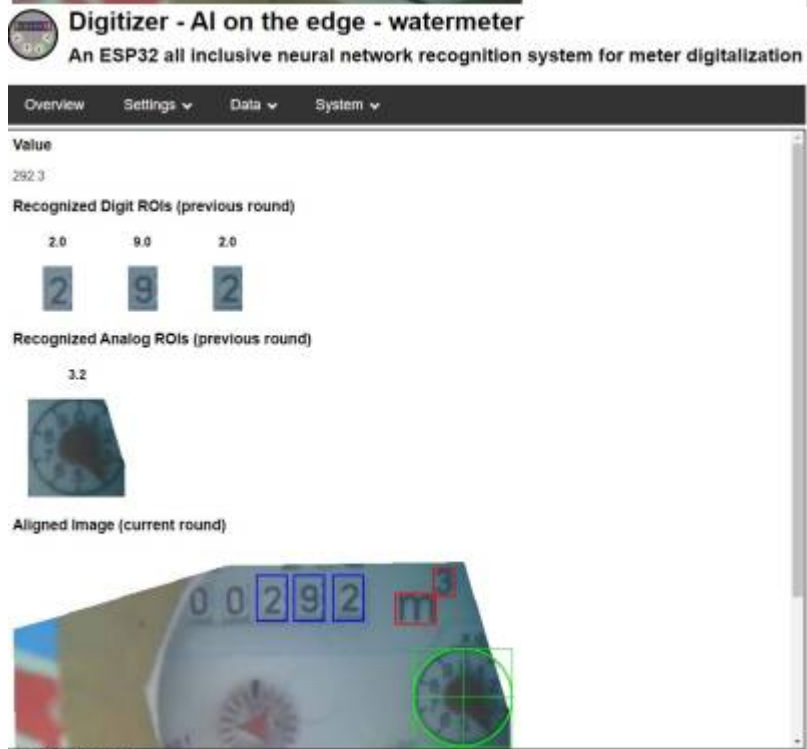 Digitizer - AI on the edge - watermeter
An ESP32 all inclusive neural network recognition system for meter digitalization
Overview Settings Data System
Value
292.3
Recognized Digit ROIs (previous round)
2.0 9.0 2.0
2 9 2
Recognized Analog ROIs (previous round)
3.2
Aligned Image (current round)
0 0 2 9 2 m³